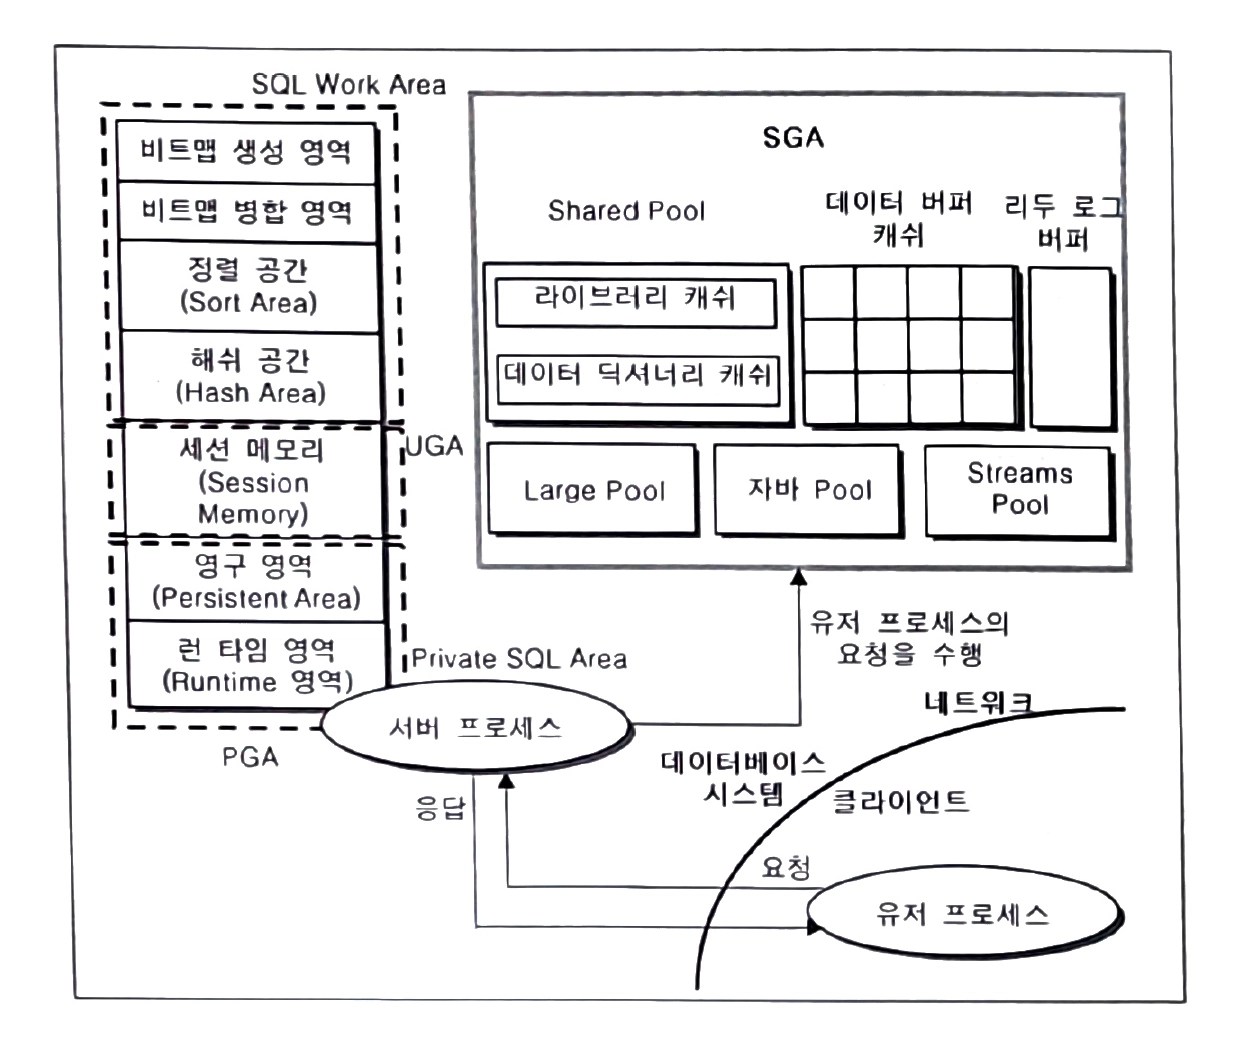 SQL Work Area
비트맵 생성 영역
비트맵 병합 영역
정렬 공간
(Sort Area)
해쉬 공간
(Hash Area)
세션 메모리
(Session
Memory)
UGA
영구 영역
(Persistent Area)
런 타임 영역
(Runtime 영역)
Private SQL Area
PGA
서버 프로세스
SGA
Shared Pool
라이브러리 캐쉬
데이터 딕셔너리 캐쉬
데이터 버퍼
캐쉬
리두 로그
버퍼
Large Pool
자바 Pool
Streams
Pool
유저 프로세스의
요청을 수행
네트워크
데이터베이스
시스템
클라이언트
응답
요청
유저 프로세스